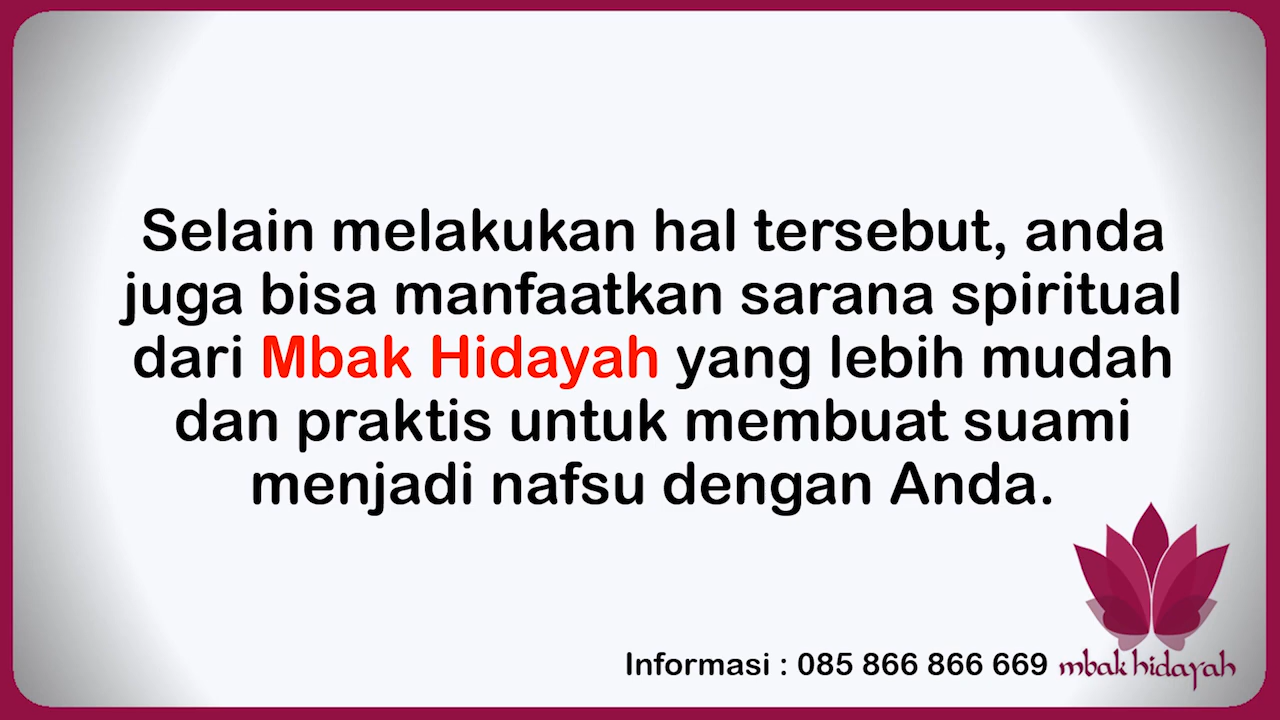 Selain melakukan hal tersebut, anda
juga bisa manfaatkan sarana spiritual
dari Mbak Hidayah yang lebih mudah
dan praktis untuk membuat suami
menjadi nafsu dengan Anda.
Informasi : 085 866 866 669
mbak hidayah